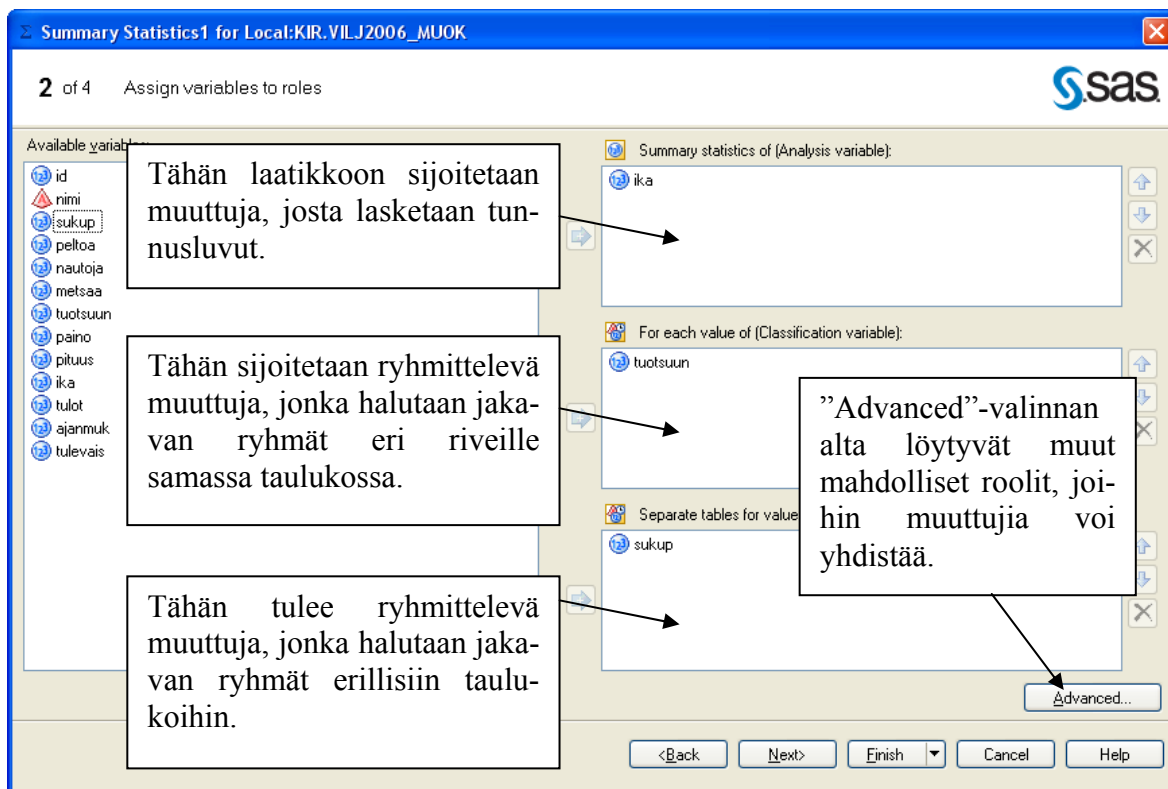 Summary Statistics1 for Local:KIR.VILJ2006_MUOK
2 of 4 Assign variables to roles
sas
Available
id
nimi
sukup
peltoa
nautoja
metsaa
tuotsuun
paino
pituus
ika
tulot
ajanmuk
tulevais
Tähän laatikkoon sijoitetaan
muuttuja, josta lasketaan tun-
nusluvut.
Summary statistics of (Analysis variable):
ika
Tähän sijoitetaan ryhmittelevä
muuttuja, jonka halutaan jaka-
van ryhmät eri riveille
samassa taulukossa.
For each value of (Classification variable):
tuotsuun
Tähän tulee ryhmittelevä
muuttuja, jonka halutaan jaka-
van ryhmät erillisiin taulu-
koihin.
Separate tables for value
sukup
”Advanced”-valinnan
alta löytyvät muut
mahdolliset roolit, joi-
hin muuttujia voi
yhdistää.
Advanced...
<Back Next> Finish Cancel Help